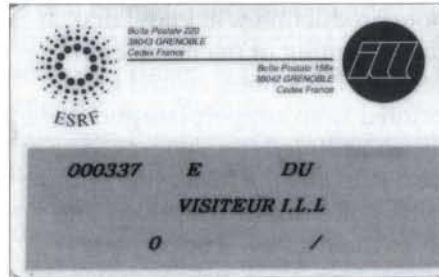 Boîte Postale 220
38043 GRENOBLE
Cedex France
Boîte Postale 156x
38042 GRENOBLE
Cedex France
ill
ESRF
000337 E DU
VISITEUR I.L.L
0 /